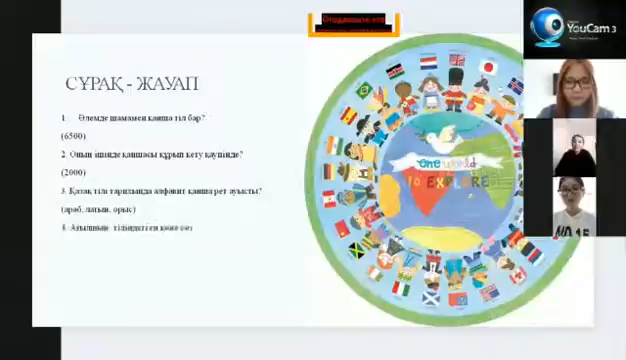 YouCam 3
СҰРАҚ - ЖАУАП
1. Әлемде шамамен қанша тіл бар?
(6500)
2. Оның ішінде қаншасы құрып кету қаупінде?
(2000)
3. Қазақ тілі тарихында алфавит қанша рет ауысты?
(араб, латын, орыс)
4. Ағылшын тіліндегі ең көне сөз
one world
TO EXPLORE
NO.15